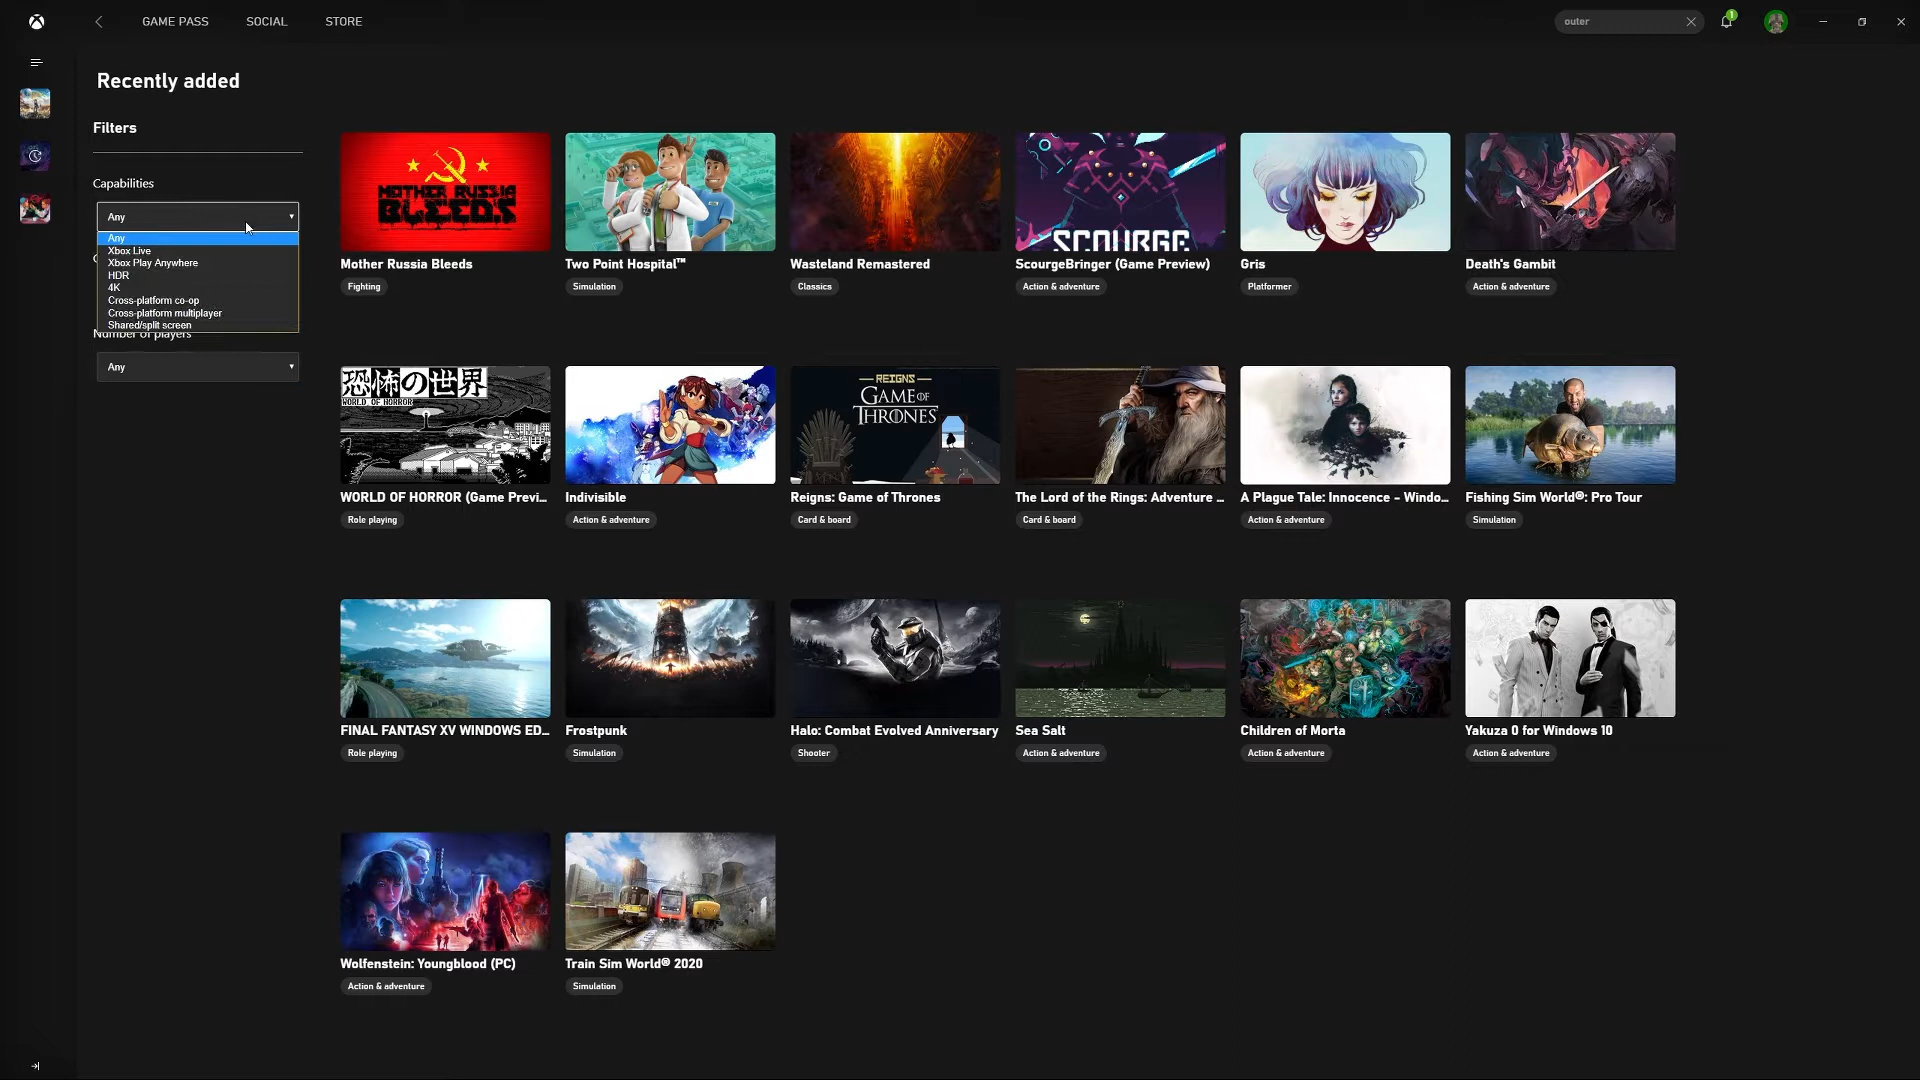 GAME PASS
SOCIAL
STORE
outer
1
Recently added
Filters
Capabilities
Any
Any
Xbox Live
Xbox Play Anywhere
HDR
4K
Cross-platform co-op
Cross-platform multiplayer
Shared/split screen
Number of players
Any
MOTHER RUSSIA
BLEEDS
SCOURGE
Mother Russia Bleeds
Two Point Hospital™
Wasteland Remastered
ScourgeBringer (Game Preview)
Gris
Death's Gambit
Fighting
Simulation
Classics
Action & adventure
Platformer
Action & adventure
恐怖の世界
WORLD OF HORROR
REIGNS
GAME OF
THRONES
WORLD OF HORROR (Game Previ...
Indivisible
Reigns: Game of Thrones
The Lord of the Rings: Adventure ...
A Plague Tale: Innocence - Windo...
Fishing Sim World®: Pro Tour
Role playing
Action & adventure
Card & board
Card & board
Action & adventure
Simulation
FINAL FANTASY XV WINDOWS ED...
Frostpunk
Halo: Combat Evolved Anniversary
Sea Salt
Children of Morta
Yakuza 0 for Windows 10
Role playing
Simulation
Shooter
Action & adventure
Action & adventure
Action & adventure
Wolfenstein: Youngblood (PC)
Train Sim World® 2020
Action & adventure
Simulation